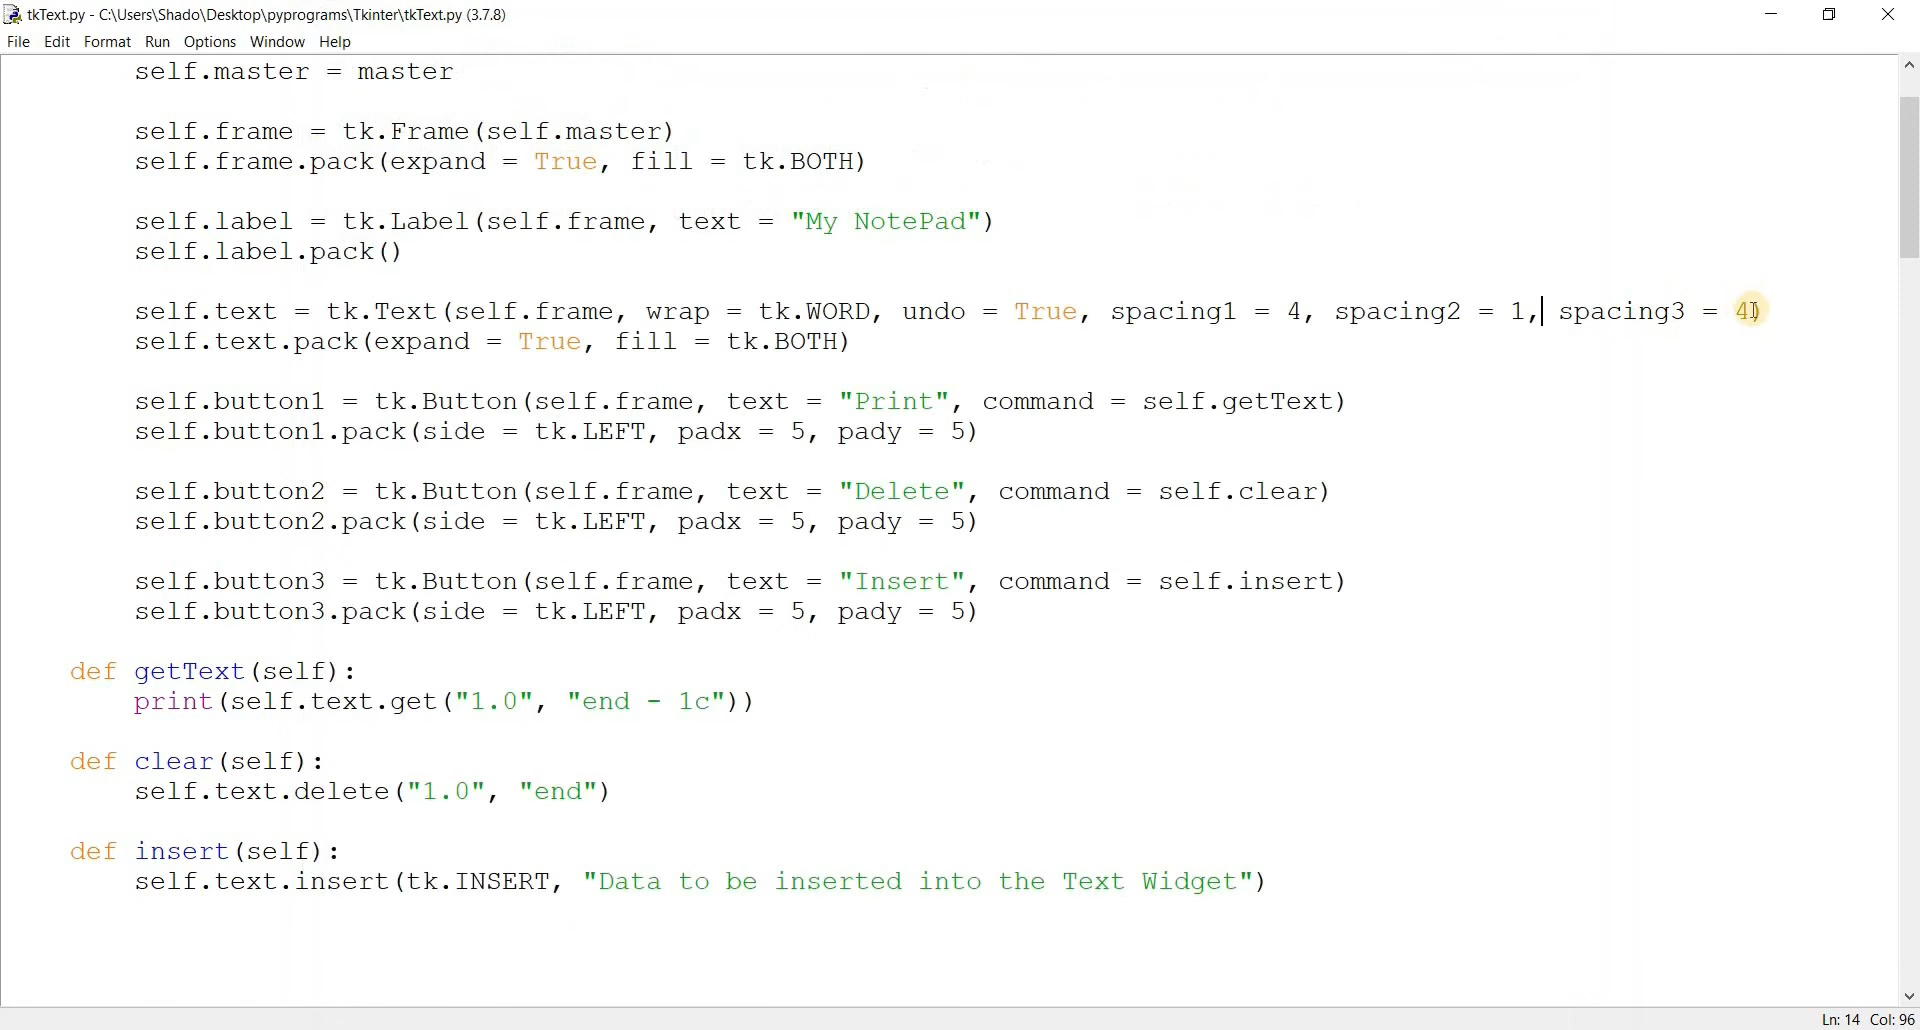 tkText.py - C:\Users\Shado\Desktop\pyprograms\Tkinter\tkText.py (3.7.8)
File Edit Format Run Options Window Help
self.master = master
self.frame = tk.Frame(self.master)
self.frame.pack(expand = True, fill = tk.BOTH)
self.label = tk.Label(self.frame, text = "My NotePad")
self.label.pack()
self.text = tk.Text(self.frame, wrap = tk.WORD, undo = True, spacing1 = 4, spacing2 = 1, spacing3 = 4)
self.text.pack(expand = True, fill = tk.BOTH)
self.button1 = tk.Button(self.frame, text = "Print", command = self.getText)
self.button1.pack(side = tk.LEFT, padx = 5, pady = 5)
self.button2 = tk.Button(self.frame, text = "Delete", command = self.clear)
self.button2.pack(side = tk.LEFT, padx = 5, pady = 5)
self.button3 = tk.Button(self.frame, text = "Insert", command = self.insert)
self.button3.pack(side = tk.LEFT, padx = 5, pady = 5)
def getText(self):
print(self.text.get("1.0", "end - 1c"))
def clear(self):
self.text.delete("1.0", "end")
def insert(self):
self.text.insert(tk.INSERT, "Data to be inserted into the Text Widget")
Ln: 14 Col: 96